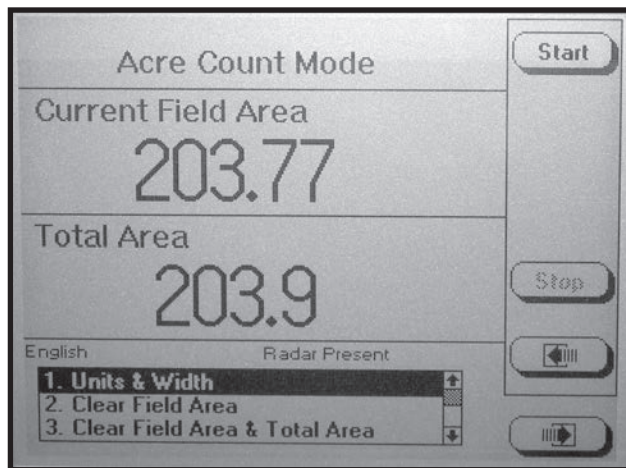 Acre Count Mode
Start
Current Field Area
203.77
Total Area
203.9
Stop
English Radar Present
1. Units & Width
2. Clear Field Area
3. Clear Field Area & Total Area